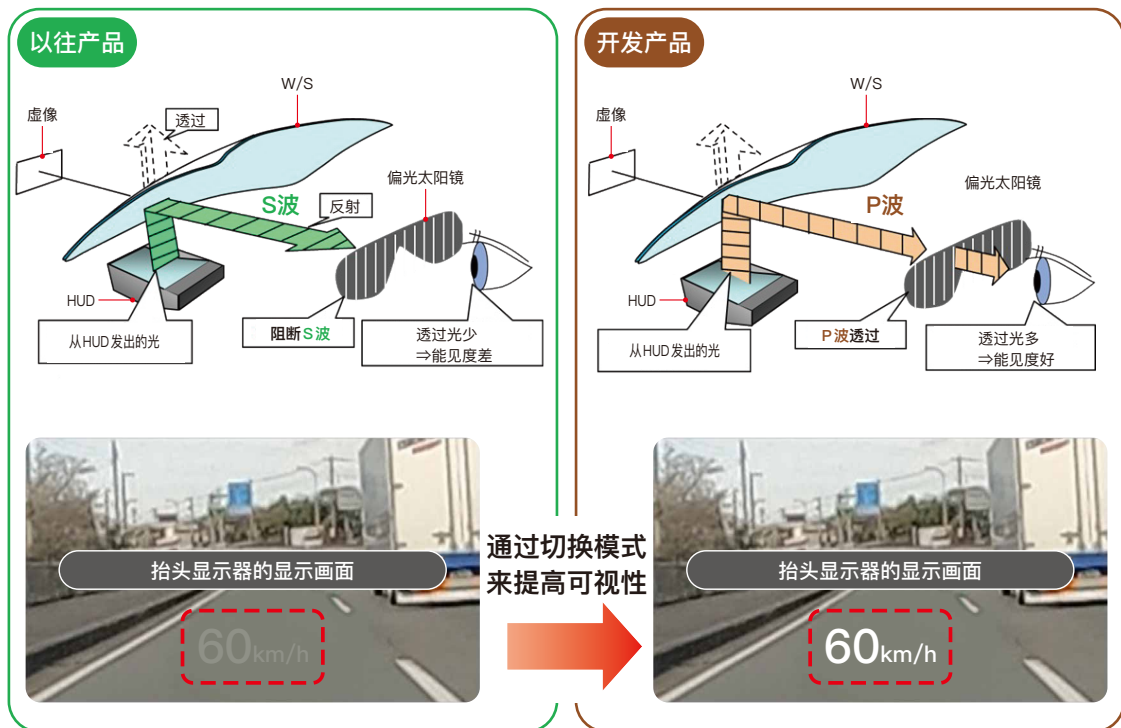 以往产品
W/S
虚像
透过
偏光太阳镜
S波
反射
HUD
从HUD发出的光
阻断S波
透过光少
⇒能见度差
抬头显示器的显示画面
60km/h
通过切换模式
来提高可视性
开发产品
W/S
虚像
偏光太阳镜
P波
HUD
从HUD发出的光
P波透过
透过光多
⇒能见度好
抬头显示器的显示画面
60km/h